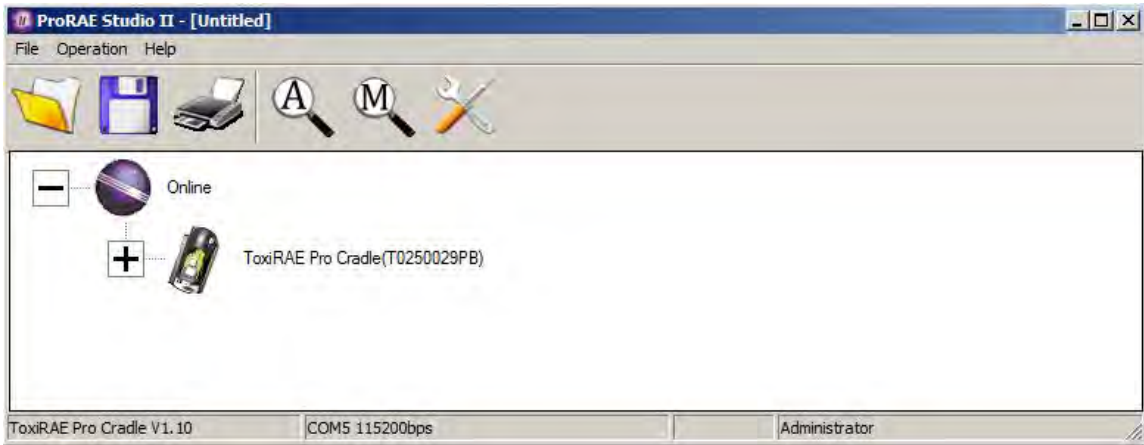 ProRAE Studio II - [Untitled]
File Operation Help
A M
Online
ToxiRAE Pro Cradle(T0250029PB)
ToxiRAE Pro Cradle V1.10 COM5 115200bps Administrator